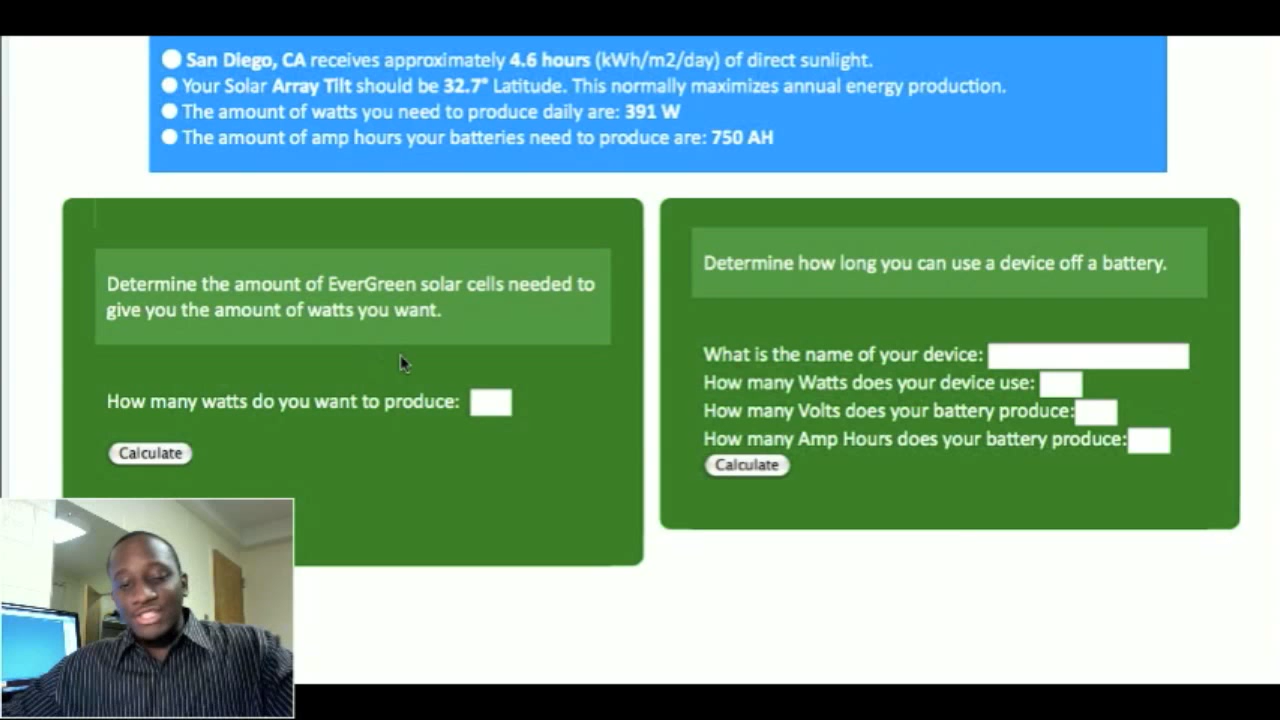 San Diego, CA receives approximately 4.6 hours (kWh/m2/day) of direct sunlight.
Your Solar Array Tilt should be 32.7° Latitude. This normally maximizes annual energy production.
The amount of watts you need to produce daily are: 391 W
The amount of amp hours your batteries need to produce are: 750 AH
Determine the amount of EverGreen solar cells needed to
give you the amount of watts you want.
How many watts do you want to produce:
Calculate
Determine how long you can use a device off a battery.
What is the name of your device:
How many Watts does your device use:
How many Volts does your battery produce:
How many Amp Hours does your battery produce:
Calculate